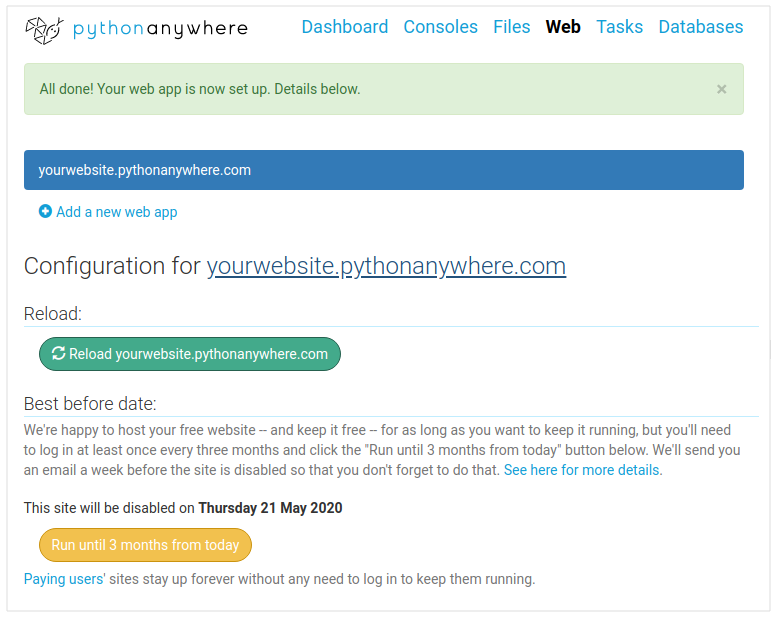 pythonanywhere
Dashboard Consoles Files Web Tasks Databases
All done! Your web app is now set up. Details below. ×
yourwebsite.pythonanywhere.com
Add a new web app
Configuration for yourwebsite.pythonanywhere.com
Reload:
Reload yourwebsite.pythonanywhere.com
Best before date:
We're happy to host your free website -- and keep it free -- for as long as you want to keep it running, but you'll need
to log in at least once every three months and click the "Run until 3 months from today" button below. We'll send you
an email a week before the site is disabled so that you don't forget to do that. See here for more details.
This site will be disabled on Thursday 21 May 2020
Run until 3 months from today
Paying users' sites stay up forever without any need to log in to keep them running.